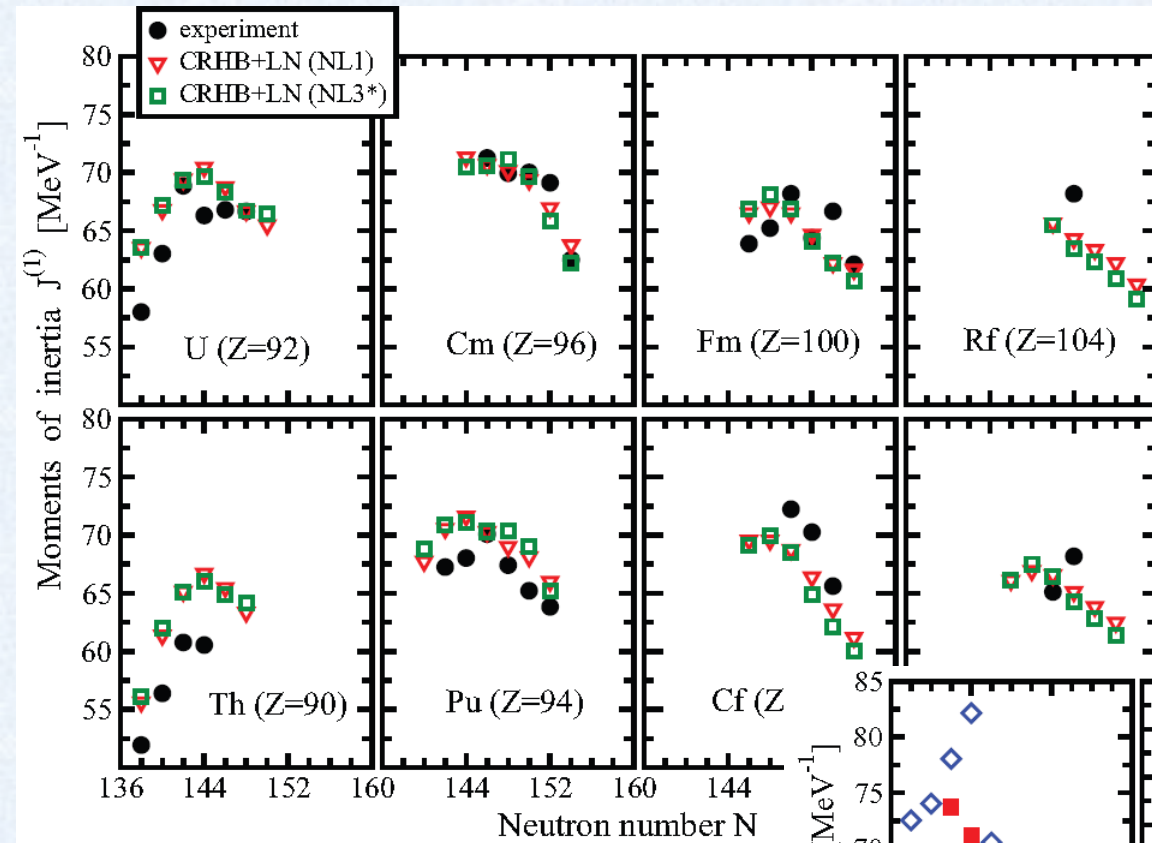 experiment
CRHB+LN (NL1)
CRHB+LN (NL3*)
Moments of inertia J(1) [MeV-1]
80
75
70
65
60
55
U (Z=92)
Cm (Z=96)
Fm (Z=100)
Rf (Z=104)
80
75
70
65
60
55
Th (Z=90)
Pu (Z=94)
Cf (Z
136 144 152 160 144 152 160 144
Neutron number N
85
80
75
70
MeV-1]